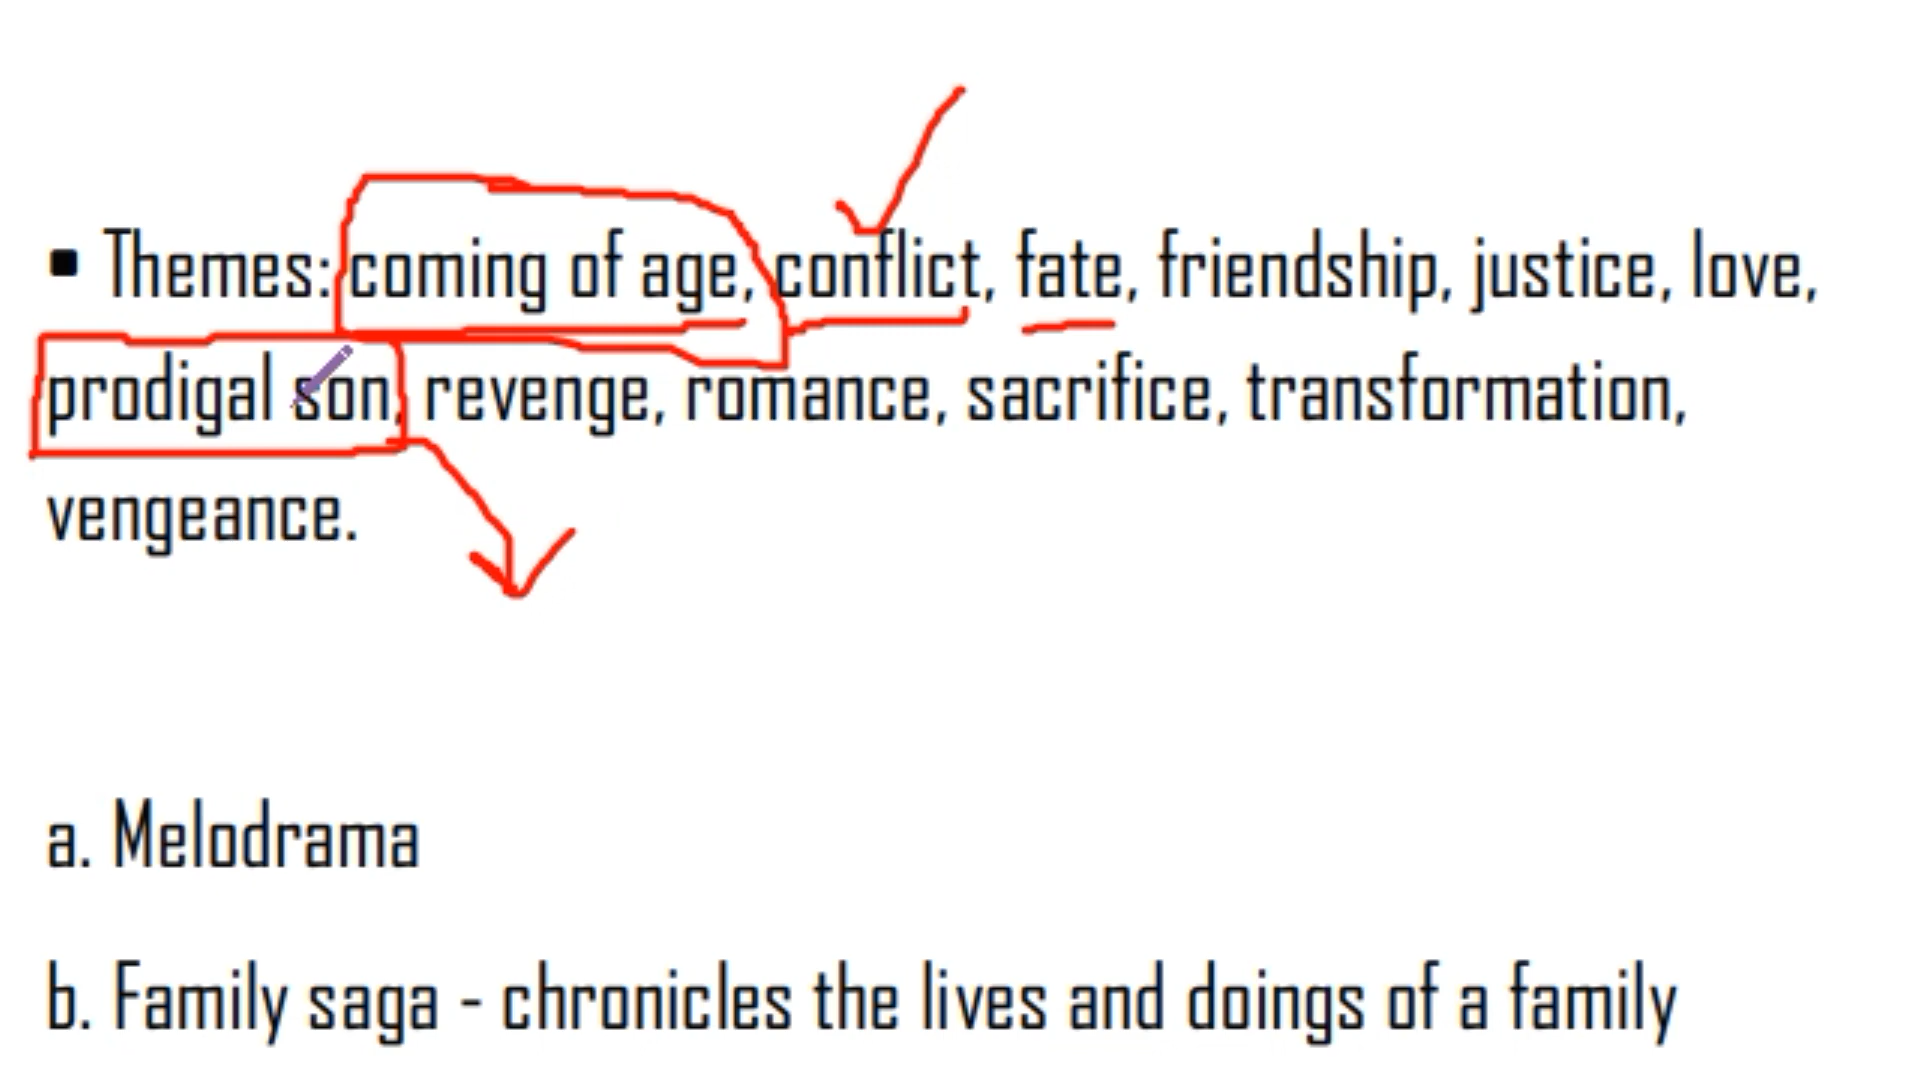 ▪ Themes: coming of age, conflict, fate, friendship, justice, love,
prodigal son, revenge, romance, sacrifice, transformation,
vengeance.
a. Melodrama
b. Family saga - chronicles the lives and doings of a family